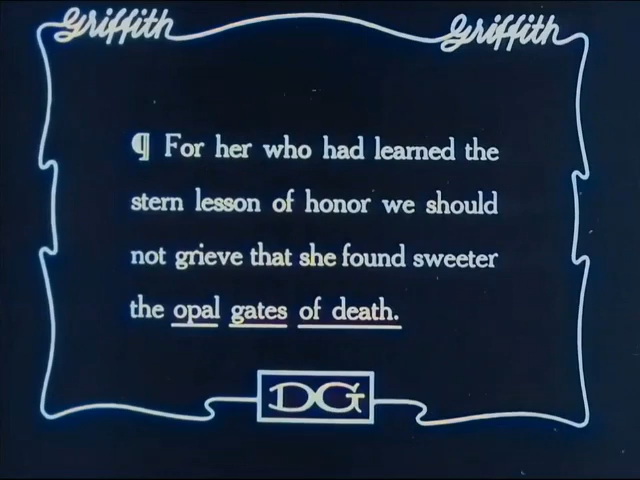 Griffith Griffith
¶ For her who had learned the
stern lesson of honor we should
not grieve that she found sweeter
the opal gates of death.
DG